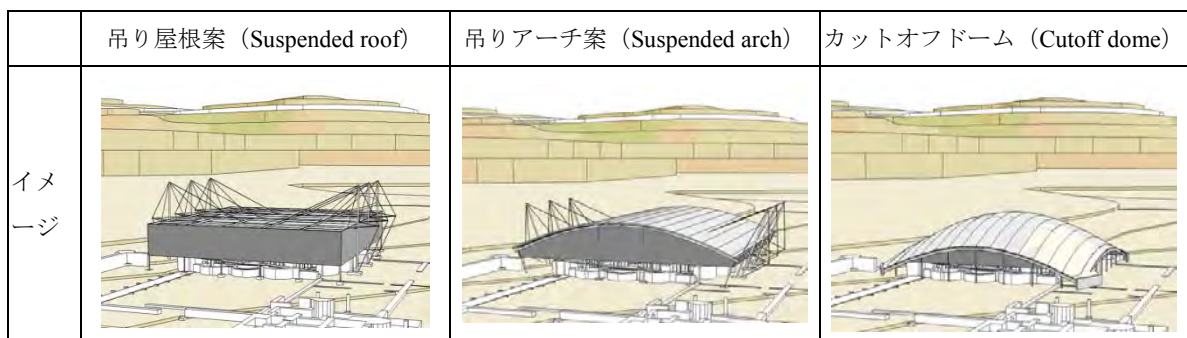 吊り屋根案（Suspended roof）
吊りアーチ案（Suspended arch）
カットオフドーム（Cutoff dome）
イメ
ージ